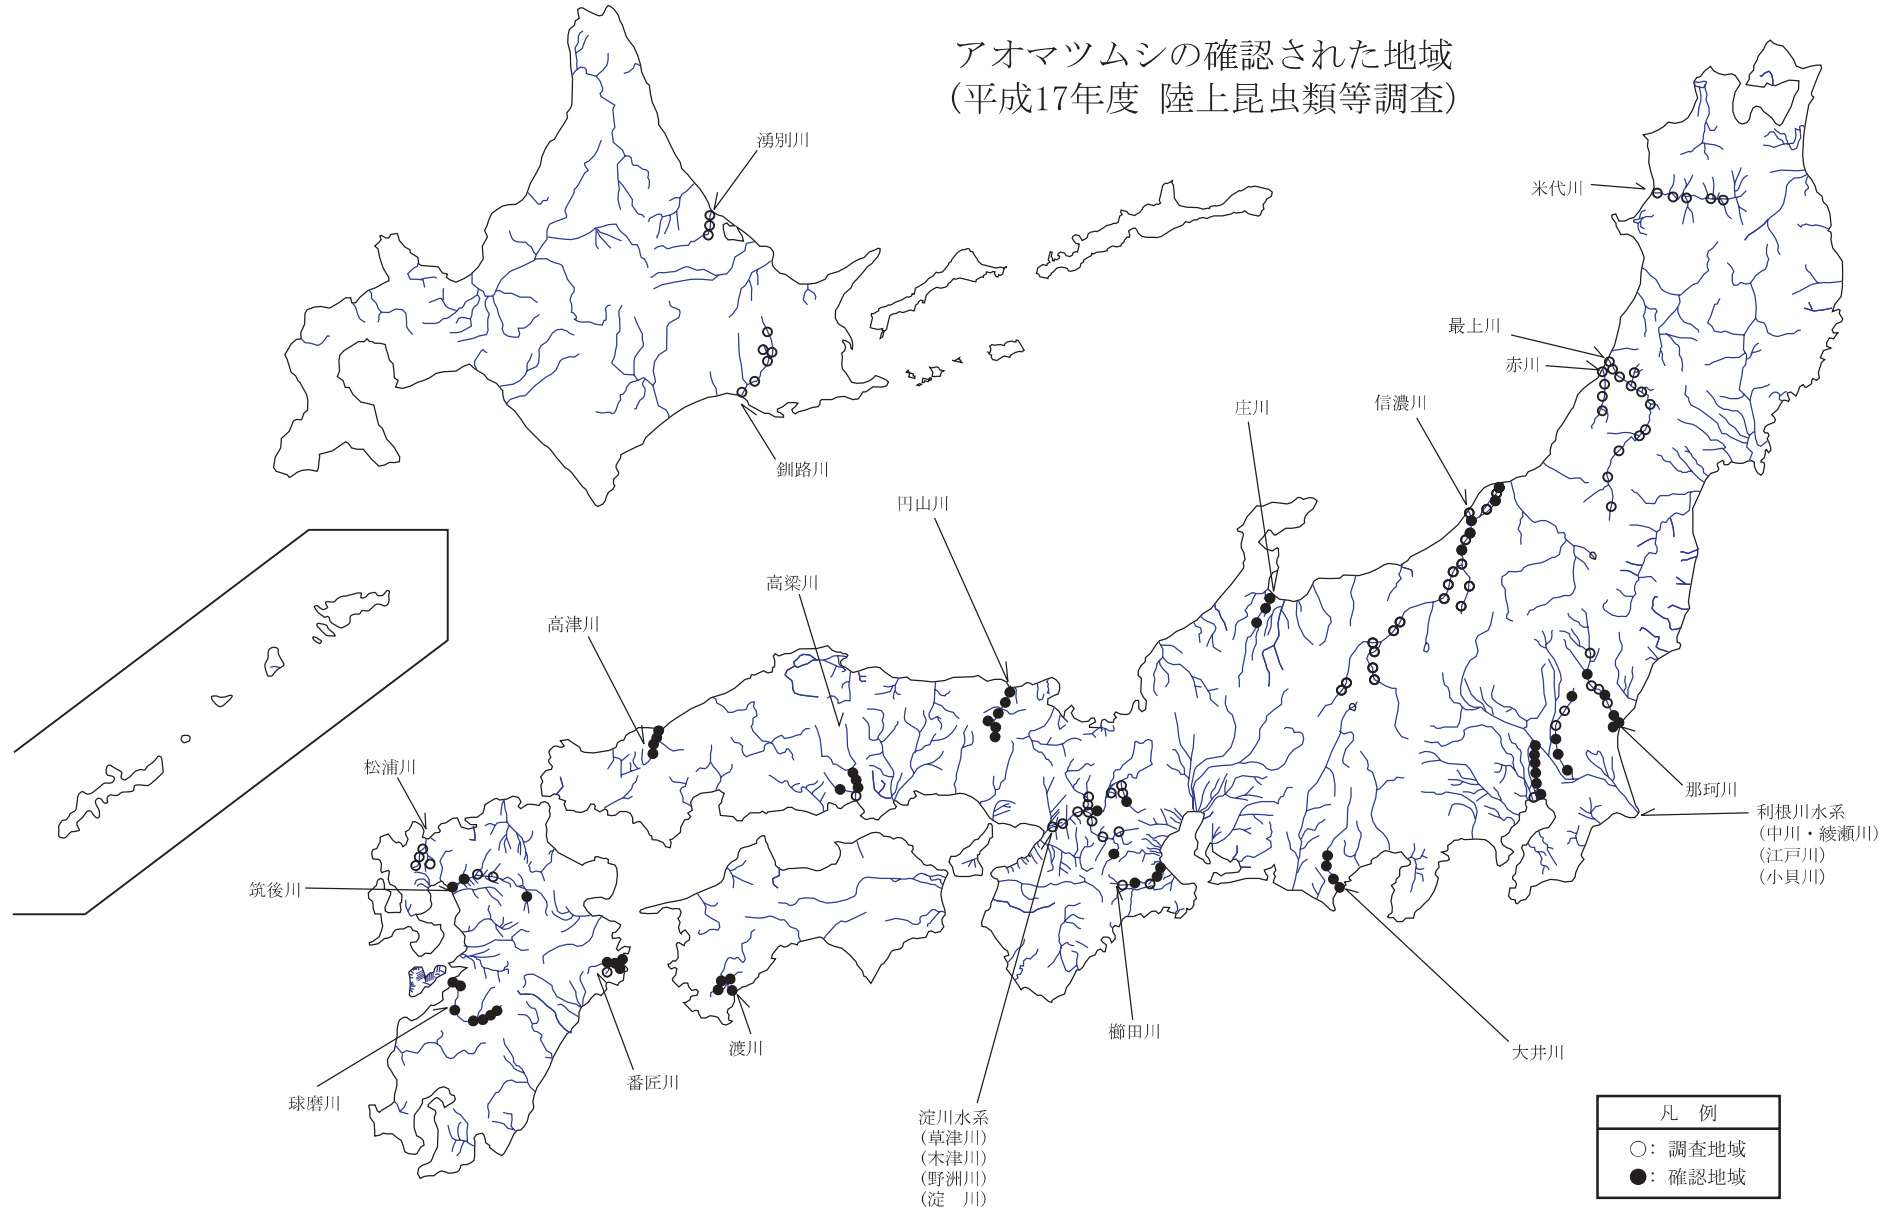 アオマツムシの確認された地域
(平成17年度 陸上昆虫類等調査)
湧別川
米代川
最上川
赤川
信濃川
庄川
釧路川
円山川
高梁川
高津川
松浦川
那珂川
利根川水系
(中川・綾瀬川)
(江戸川)
(小貝川)
筑後川
櫛田川
大井川
渡川
番匠川
球磨川
淀川水系
(草津川)
(木津川)
(野洲川)
(淀 川)
凡 例
○: 調査地域
●: 確認地域